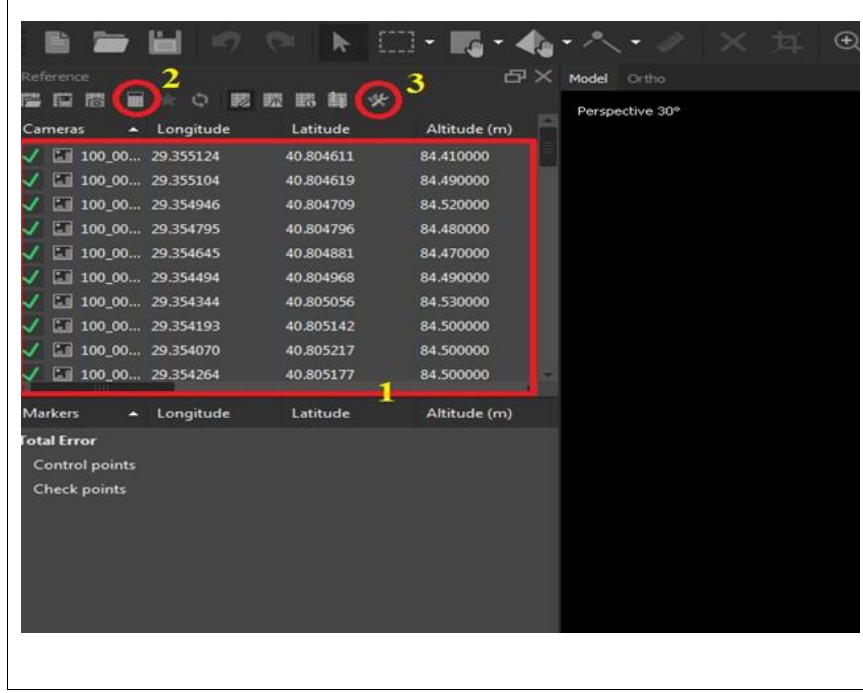 Reference
2
3
Model Ortho
Perspective 30°
Cameras Longitude Latitude Altitude (m)
100_00... 29.355124 40.804611 84.410000
100_00... 29.355104 40.804619 84.490000
100_00... 29.354946 40.804709 84.520000
100_00... 29.354795 40.804796 84.480000
100_00... 29.354645 40.804881 84.470000
100_00... 29.354494 40.804968 84.490000
100_00... 29.354344 40.805056 84.530000
100_00... 29.354193 40.805142 84.500000
100_00... 29.354070 40.805217 84.500000
100_00... 29.354264 40.805177 84.500000
1
Markers Longitude Latitude Altitude (m)
Total Error
Control points
Check points